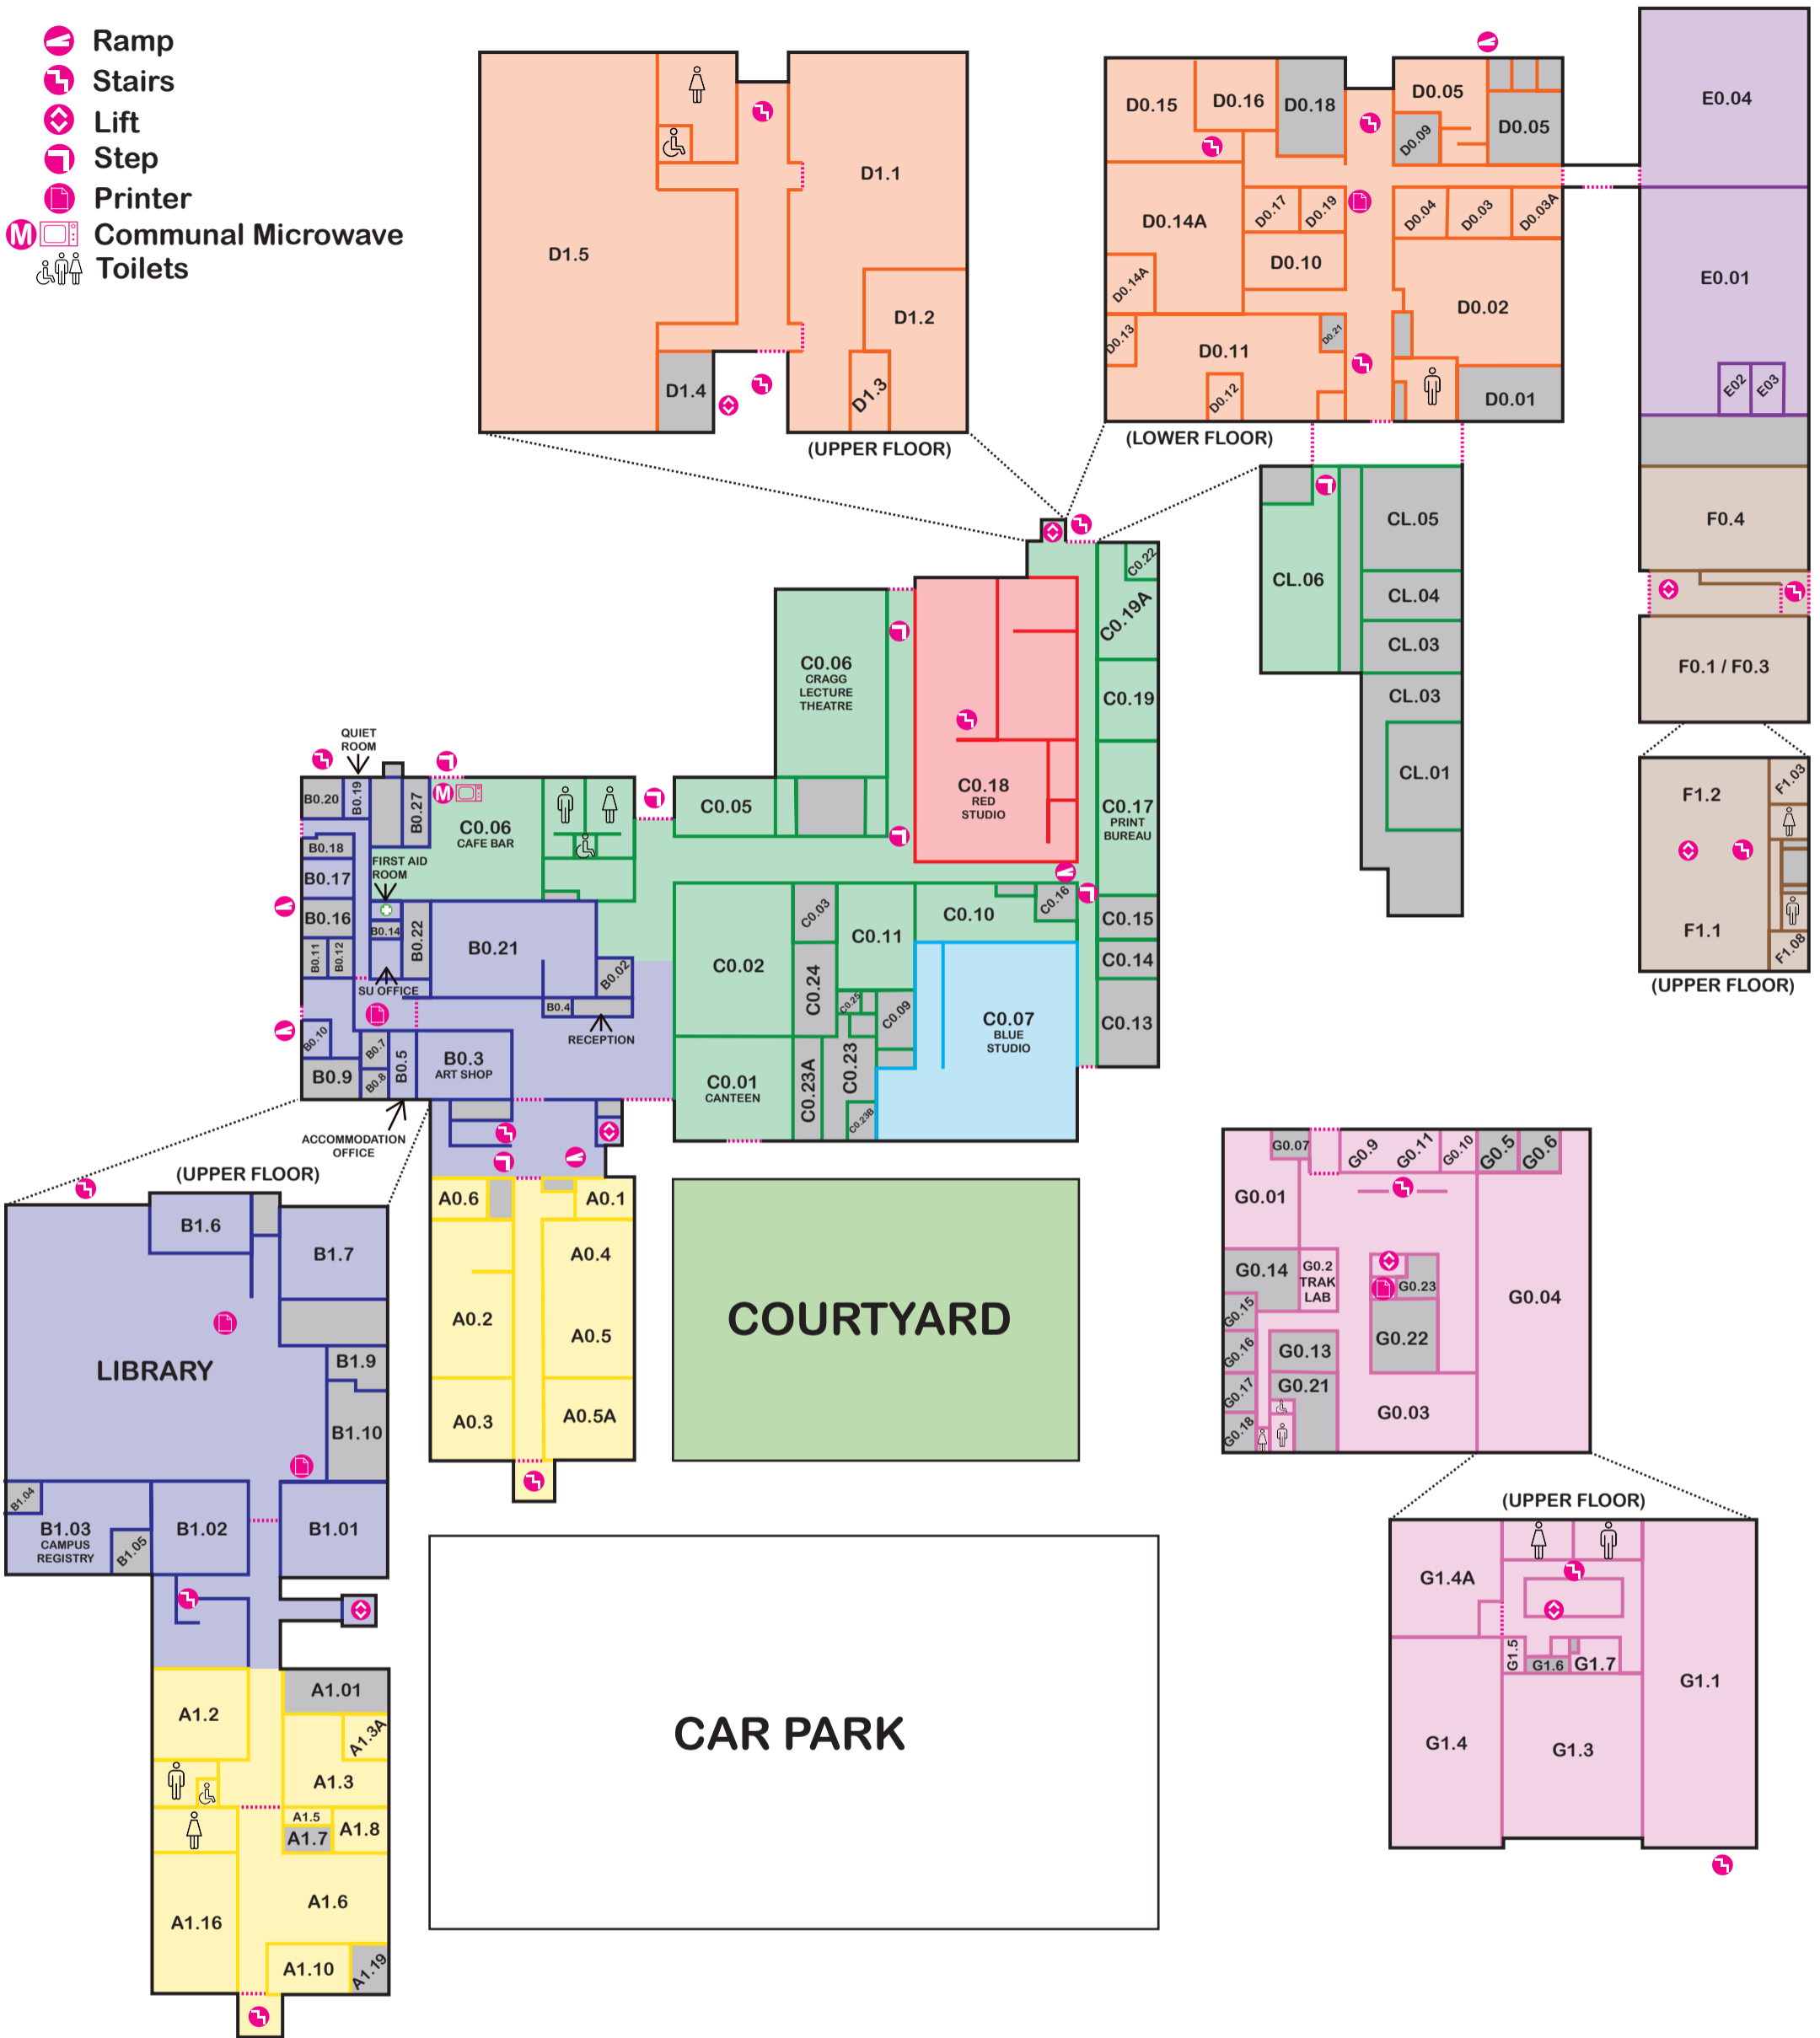 Ramp
Stairs
Lift
Step
Printer
M Communal Microwave
Toilets
D1.5
D1.1
D1.2
D1.3
D1.4
(UPPER FLOOR)
D0.15
D0.16
D0.18
D0.05
D0.09
D0.05
D0.14A
D0.17
D0.19
D0.04
D0.03
D0.03A
D0.10
D0.14A
D0.02
D0.13
D0.11
D0.21
D0.12
D0.01
(LOWER FLOOR)
E0.04
E0.01
E02
E03
F0.4
F0.1 / F0.3
F1.2
F1.03
F1.1
F1.08
(UPPER FLOOR)
CL.05
CL.06
CL.04
CL.03
CL.03
CL.01
C0.22
C0.19A
C0.06
CRAGG
LECTURE
THEATRE
C0.19
C0.18
RED
STUDIO
C0.17
PRINT
BUREAU
C0.05
QUIET
ROOM
B0.20
B0.19
B0.27
M
C0.06
CAFE BAR
B0.18
FIRST AID
ROOM
B0.17
B0.16
B0.14
B0.22
B0.11
B0.12
B0.21
B0.02
SU OFFICE
B0.4
RECEPTION
B0.10
B0.7
B0.8
B0.5
B0.3
ART SHOP
B0.9
ACCOMMODATION
OFFICE
C0.03
C0.11
C0.10
C0.16
C0.15
C0.02
C0.24
C0.14
C0.25
C0.09
C0.07
BLUE
STUDIO
C0.13
C0.01
CANTEEN
C0.23A
C0.23
C0.23B
(UPPER FLOOR)
B1.6
B1.7
LIBRARY
B1.9
B1.10
B1.04
B1.03
CAMPUS
REGISTRY
B1.05
B1.02
B1.01
A0.6
A0.1
A0.4
A0.2
A0.5
A0.3
A0.5A
COURTYARD
CAR PARK
A1.01
A1.2
A1.3A
A1.3
A1.5
A1.7
A1.8
A1.6
A1.16
A1.10
A1.19
G0.07
G0.9
G0.11
G0.10
G0.5
G0.6
G0.01
G0.14
G0.2
TRAK
LAB
G0.23
G0.04
G0.15
G0.22
G0.16
G0.13
G0.17
G0.21
G0.03
G0.18
(UPPER FLOOR)
G1.4A
G1.5
G1.6
G1.7
G1.1
G1.4
G1.3